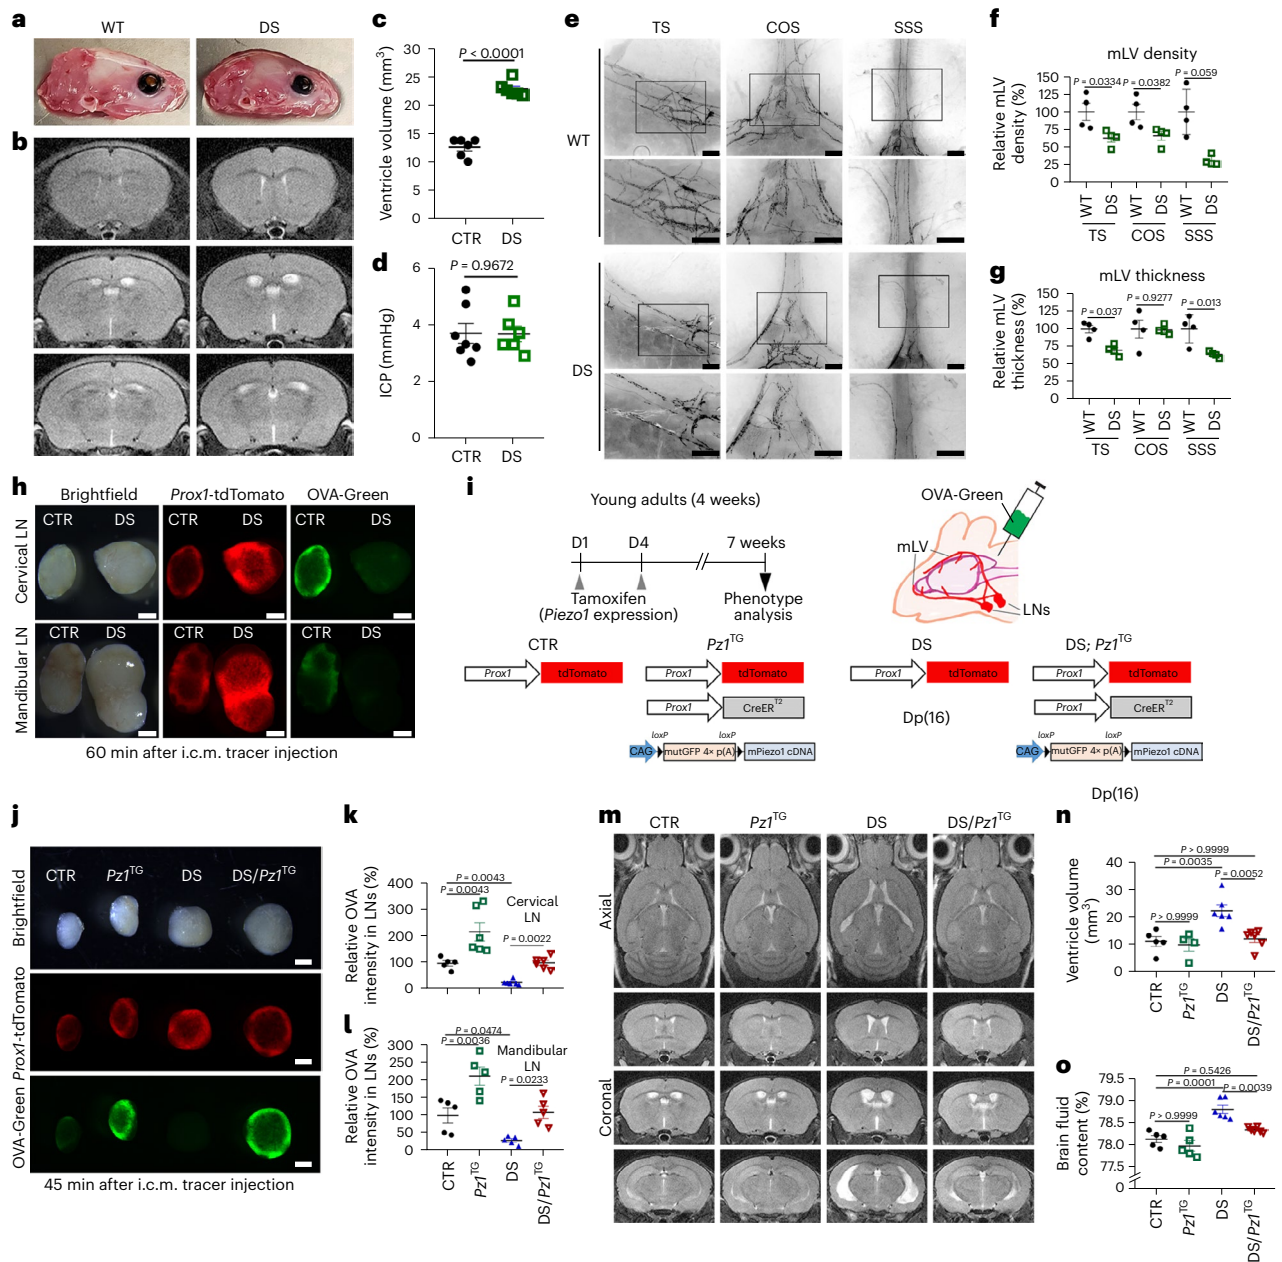 a
WT
DS
b
c
Ventricle volume (mm3)
30
25
20
15
10
5
0
P < 0.0001
CTR
DS
d
ICP (mmHg)
6
4
2
0
P = 0.9672
CTR
DS
e
TS
COS
SSS
WT
DS
f
mLV density
Relative mLV
density (%)
150
125
100
75
50
25
0
P = 0.0334
P = 0.0382
P = 0.059
WT
DS
WT
DS
WT
DS
TS
COS
SSS
g
mLV thickness
Relative mLV
thickness (%)
150
125
100
75
50
25
0
P = 0.037
P = 0.9277
P = 0.013
WT
DS
WT
DS
WT
DS
TS
COS
SSS
h
Brightfield
Prox1-tdTomato
OVA-Green
Cervical LN
CTR
DS
CTR
DS
CTR
DS
Mandibular LN
CTR
DS
CTR
DS
CTR
DS
60 min after i.c.m. tracer injection
i
Young adults (4 weeks)
D1
D4
7 weeks
Tamoxifen
(Piezo1 expression)
Phenotype
analysis
OVA-Green
mLV
LNs
CTR
Pz1TG
DS
DS; Pz1TG
Prox1
tdTomato
Prox1
tdTomato
Prox1
tdTomato
Prox1
tdTomato
Prox1
CreERT2
Dp(16)
Prox1
CreERT2
loxP
loxP
loxP
loxP
CAG
mutGFP 4× p(A)
mPiezo1 cDNA
CAG
mutGFP 4× p(A)
mPiezo1 cDNA
Dp(16)
j
Brightfield
CTR
Pz1TG
DS
DS/Pz1TG
Prox1-tdTomato
OVA-Green
45 min after i.c.m. tracer injection
k
Relative OVA
intensity in LNs (%)
400
300
200
100
0
P = 0.0043
P = 0.0043
Cervical
LN
P = 0.0022
l
Relative OVA
intensity in LNs (%)
300
250
200
150
100
50
0
P = 0.0474
P = 0.0036
Mandibular
LN
P = 0.0233
CTR
Pz1TG
DS
DS/Pz1TG
m
CTR
Pz1TG
DS
DS/Pz1TG
Axial
Coronal
n
Ventricle volume
(mm3)
40
30
20
10
0
P > 0.9999
P = 0.0035
P = 0.0052
P > 0.9999
CTR
Pz1TG
DS
DS/Pz1TG
o
Brain fluid
content (%)
79.5
79.0
78.5
78.0
77.5
0
P = 0.5426
P = 0.0001
P = 0.0039
P > 0.9999
CTR
Pz1TG
DS
DS/Pz1TG